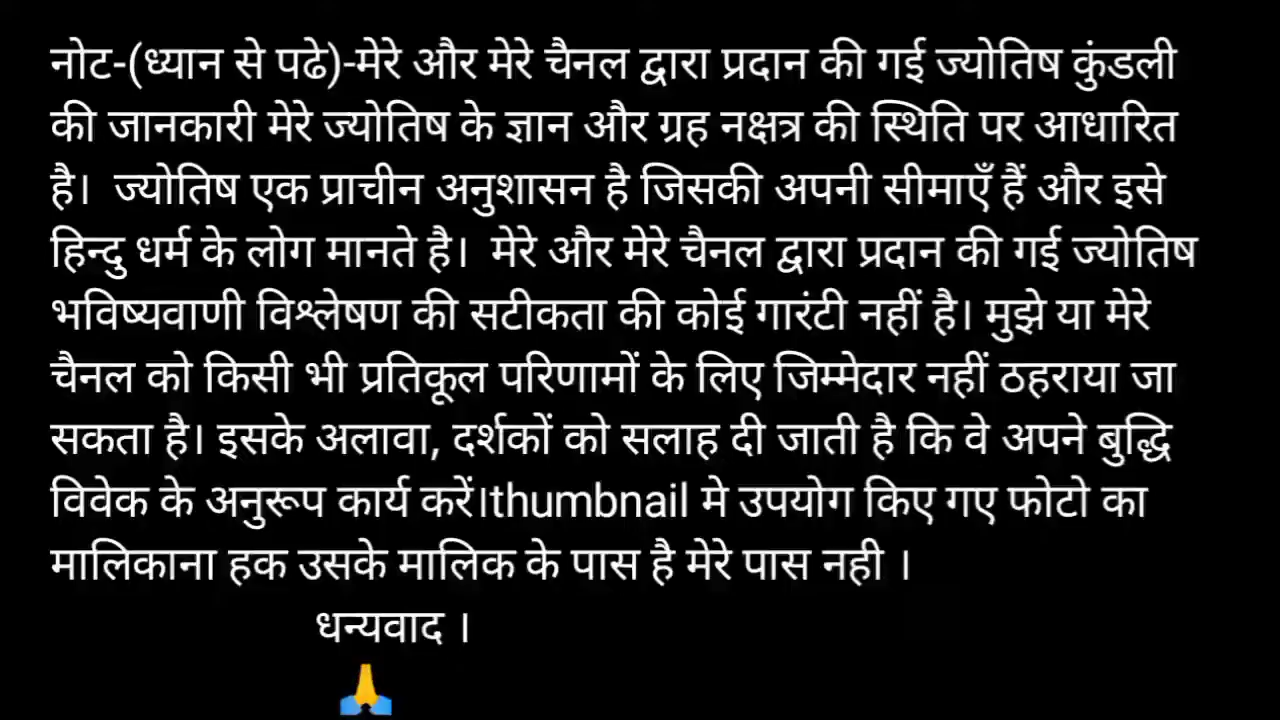 नोट-(ध्यान से पढे)-मेरे और मेरे चैनल द्वारा प्रदान की गई ज्योतिष कुंडली
की जानकारी मेरे ज्योतिष के ज्ञान और ग्रह नक्षत्र की स्थिति पर आधारित
है। ज्योतिष एक प्राचीन अनुशासन है जिसकी अपनी सीमाएँ हैं और इसे
हिन्दु धर्म के लोग मानते है। मेरे और मेरे चैनल द्वारा प्रदान की गई ज्योतिष
भविष्यवाणी विश्लेषण की सटीकता की कोई गारंटी नहीं है। मुझे या मेरे
चैनल को किसी भी प्रतिकूल परिणामों के लिए जिम्मेदार नहीं ठहराया जा
सकता है। इसके अलावा, दर्शकों को सलाह दी जाती है कि वे अपने बुद्धि
विवेक के अनुरूप कार्य करें।thumbnail मे उपयोग किए गए फोटो का
मालिकाना हक उसके मालिक के पास है मेरे पास नही ।
धन्यवाद ।
🙏